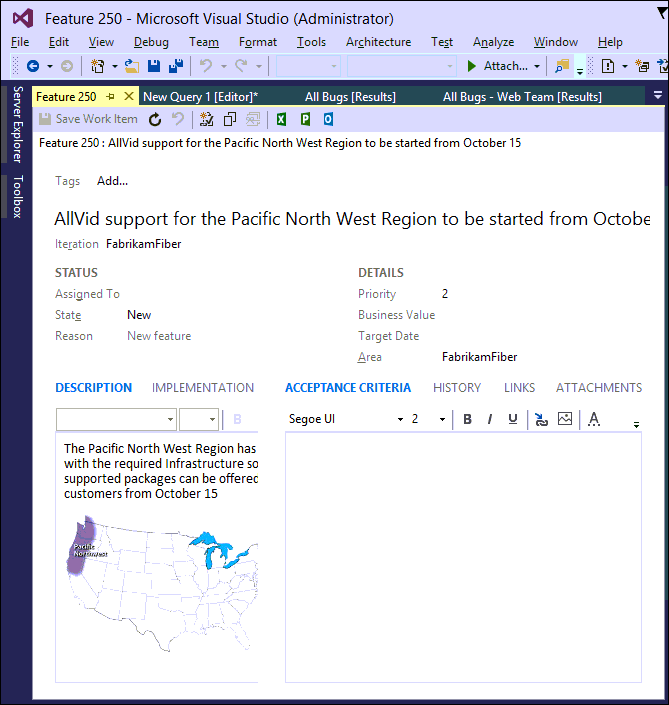 Feature 250 - Microsoft Visual Studio (Administrator)
File Edit View Debug Team Format Tools Architecture Test Analyze Window Help
Attach...
Server Explorer
Toolbox
Feature 250 New Query 1 [Editor]* All Bugs [Results] All Bugs - Web Team [Results]
Save Work Item
Feature 250 : AllVid support for the Pacific North West Region to be started from October 15
Tags Add...
AllVid support for the Pacific North West Region to be started from Octobe
Iteration FabrikamFiber
STATUS DETAILS
Assigned To Priority 2
State New Business Value
Reason New feature Target Date
Area FabrikamFiber
DESCRIPTION IMPLEMENTATION ACCEPTANCE CRITERIA HISTORY LINKS ATTACHMENTS
B Segoe UI 2 B I U A
The Pacific North West Region has
with the required Infrastructure so
supported packages can be offered
customers from October 15
Pacific
Northwest